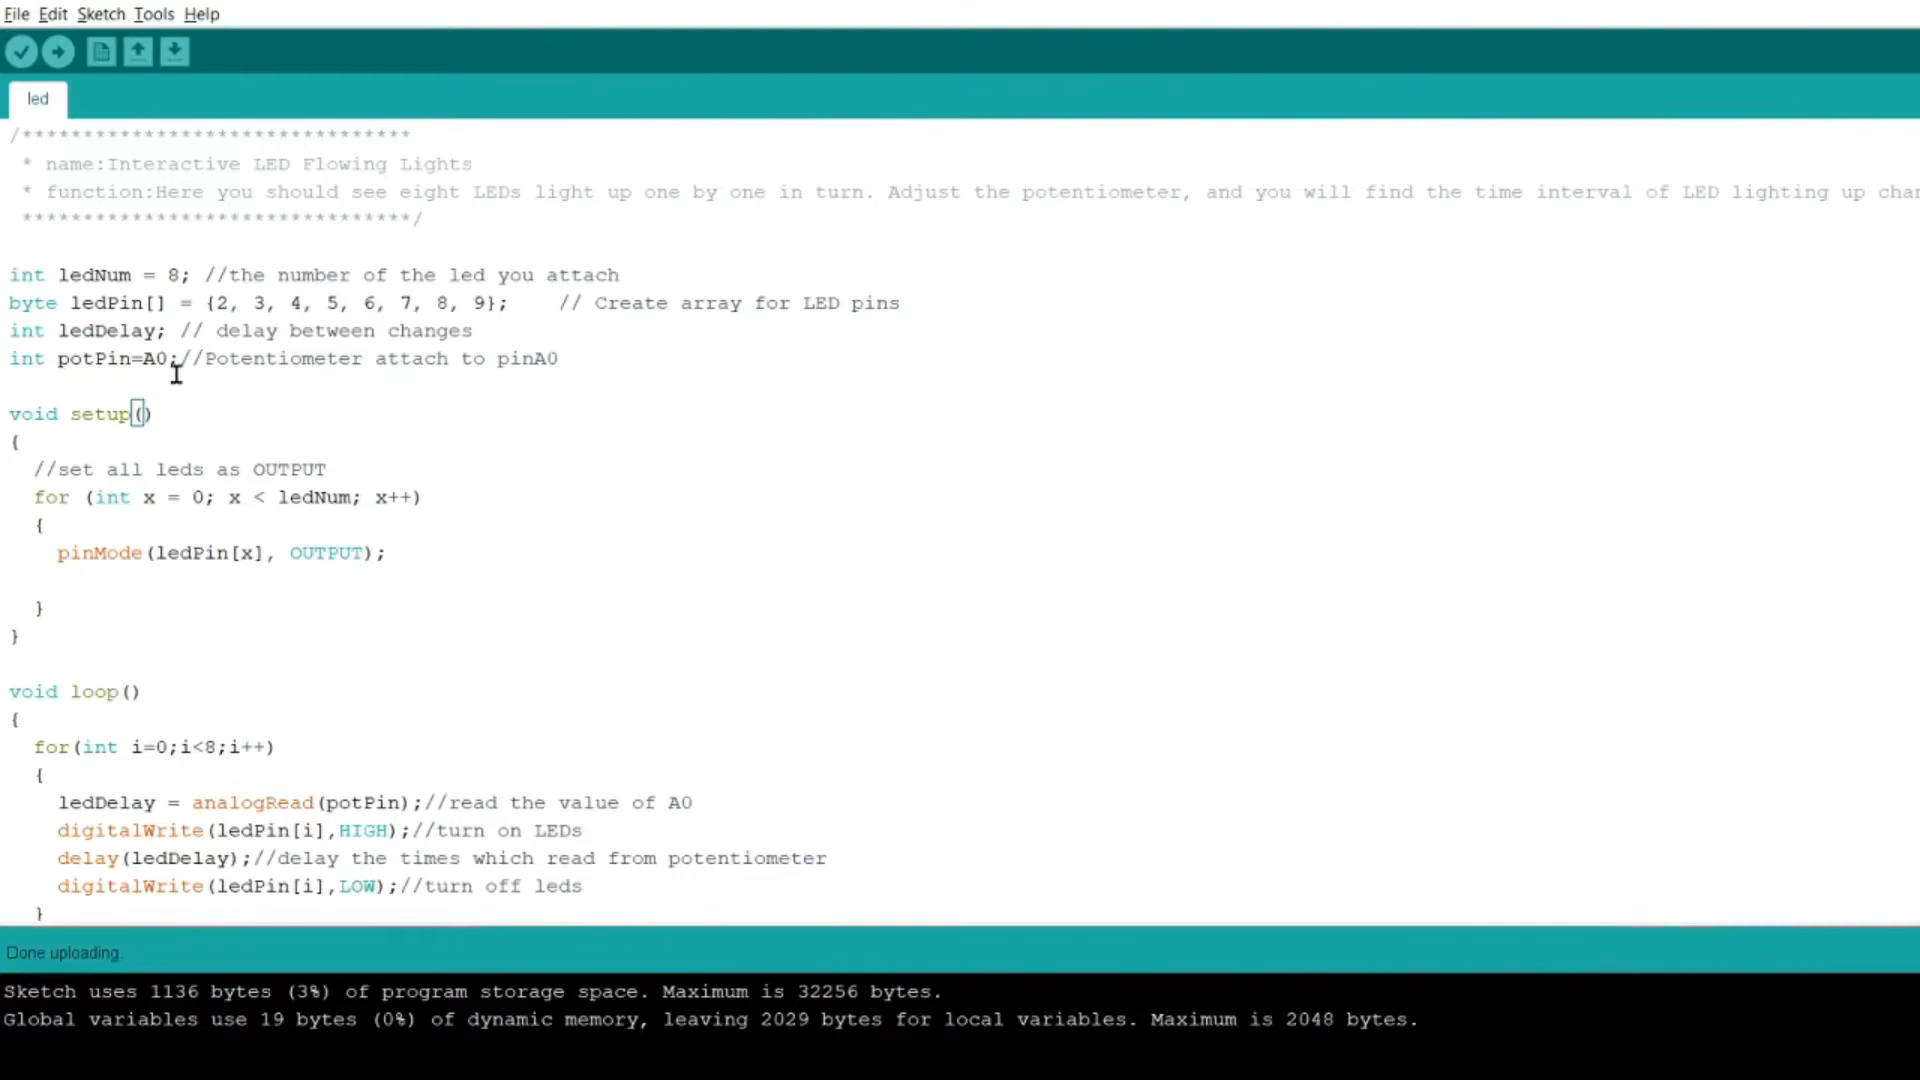 File Edit Sketch Tools Help
led
/********************************
* name:Interactive LED Flowing Lights
* function:Here you should see eight LEDs light up one by one in turn. Adjust the potentiometer, and you will find the time interval of LED lighting up
********************************/
int ledNum = 8; //the number of the led you attach
byte ledPin[] = {2, 3, 4, 5, 6, 7, 8, 9};    // Create array for LED pins
int ledDelay; // delay between changes
int potPin=A0;//Potentiometer attach to pinA0
void setup()
{
//set all leds as OUTPUT
for (int x = 0; x < ledNum; x++)
{
pinMode(ledPin[x], OUTPUT);
}
}
void loop()
{
for(int i=0;i<8;i++)
{
ledDelay = analogRead(potPin);//read the value of A0
digitalWrite(ledPin[i],HIGH);//turn on LEDs
delay(ledDelay);//delay the times which read from potentiometer
digitalWrite(ledPin[i],LOW);//turn off leds
}
Done uploading.
Sketch uses 1136 bytes (3%) of program storage space. Maximum is 32256 bytes.
Global variables use 19 bytes (0%) of dynamic memory, leaving 2029 bytes for local variables. Maximum is 2048 bytes.